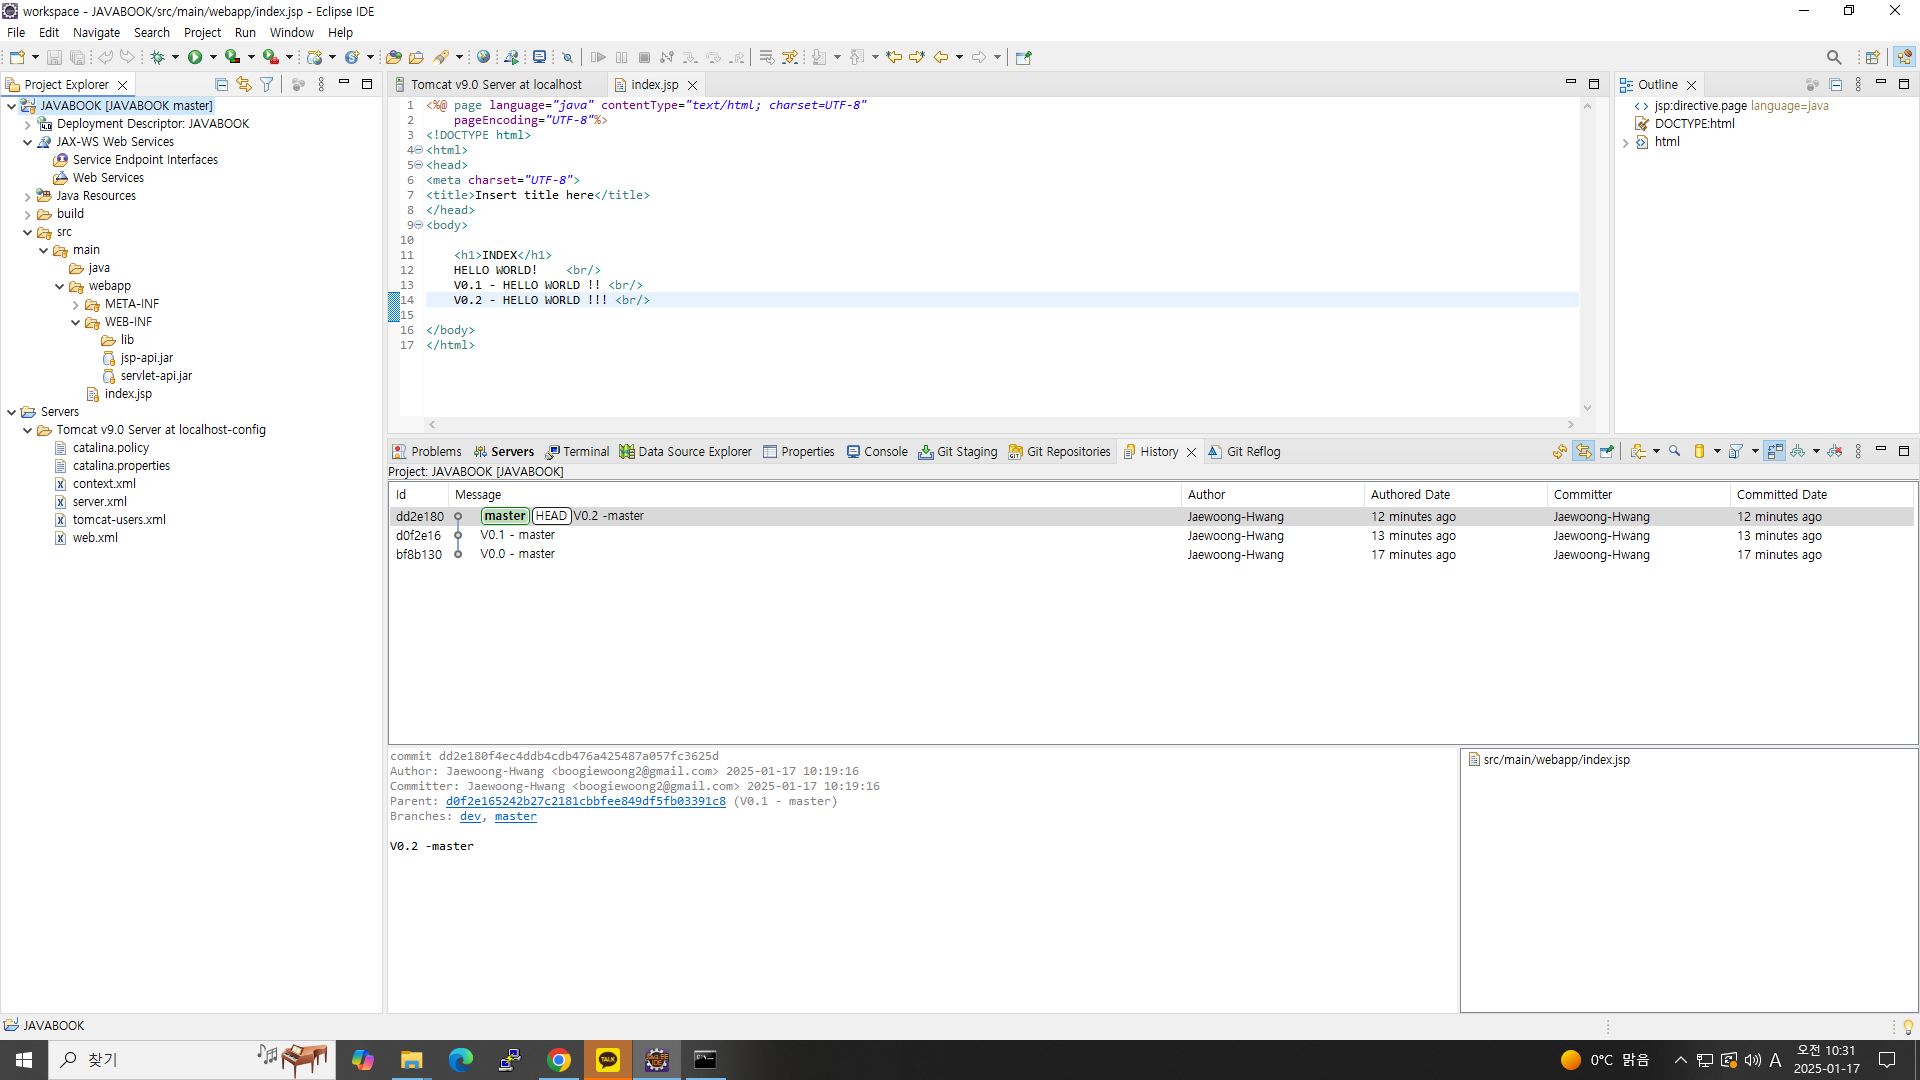 workspace - JAVABOOK/src/main/webapp/index.jsp - Eclipse IDE
File Edit Navigate Search Project Run Window Help
Project Explorer
JAVABOOK [JAVABOOK master]
Deployment Descriptor: JAVABOOK
JAX-WS Web Services
Service Endpoint Interfaces
Web Services
Java Resources
build
src
main
java
webapp
META-INF
WEB-INF
lib
jsp-api.jar
servlet-api.jar
index.jsp
Servers
Tomcat v9.0 Server at localhost-config
catalina.policy
catalina.properties
context.xml
server.xml
tomcat-users.xml
web.xml
Tomcat v9.0 Server at localhost index.jsp
1 <%@ page language="java" contentType="text/html; charset=UTF-8"
2 pageEncoding="UTF-8"%>
3 <!DOCTYPE html>
4 <html>
5 <head>
6 <meta charset="UTF-8">
7 <title>Insert title here</title>
8 </head>
9 <body>
10
11 <h1>INDEX</h1>
12 HELLO WORLD! <br/>
13 V0.1 - HELLO WORLD !! <br/>
14 V0.2 - HELLO WORLD !!! <br/>
15
16 </body>
17 </html>
Outline
jsp:directive.page language=java
DOCTYPE:html
html
Problems Servers Terminal Data Source Explorer Properties Console Git Staging Git Repositories History Git Reflog
Project: JAVABOOK [JAVABOOK]
Id Message Author Authored Date Committer Committed Date
dd2e180 master HEAD V0.2 -master Jaewoong-Hwang 12 minutes ago Jaewoong-Hwang 12 minutes ago
d0f2e16 V0.1 - master Jaewoong-Hwang 13 minutes ago Jaewoong-Hwang 13 minutes ago
bf8b130 V0.0 - master Jaewoong-Hwang 17 minutes ago Jaewoong-Hwang 17 minutes ago
commit dd2e180f4ec4ddb4cdb476a425487a057fc3625d
Author: Jaewoong-Hwang <boogiewoong2@gmail.com> 2025-01-17 10:19:16
Committer: Jaewoong-Hwang <boogiewoong2@gmail.com> 2025-01-17 10:19:16
Parent: d0f2e165242b27c2181cbbfee849df5fb03391c8 (V0.1 - master)
Branches: dev, master
V0.2 -master
src/main/webapp/index.jsp
JAVABOOK
찾기
TALK
0°C 맑음
A
오전 10:31
2025-01-17